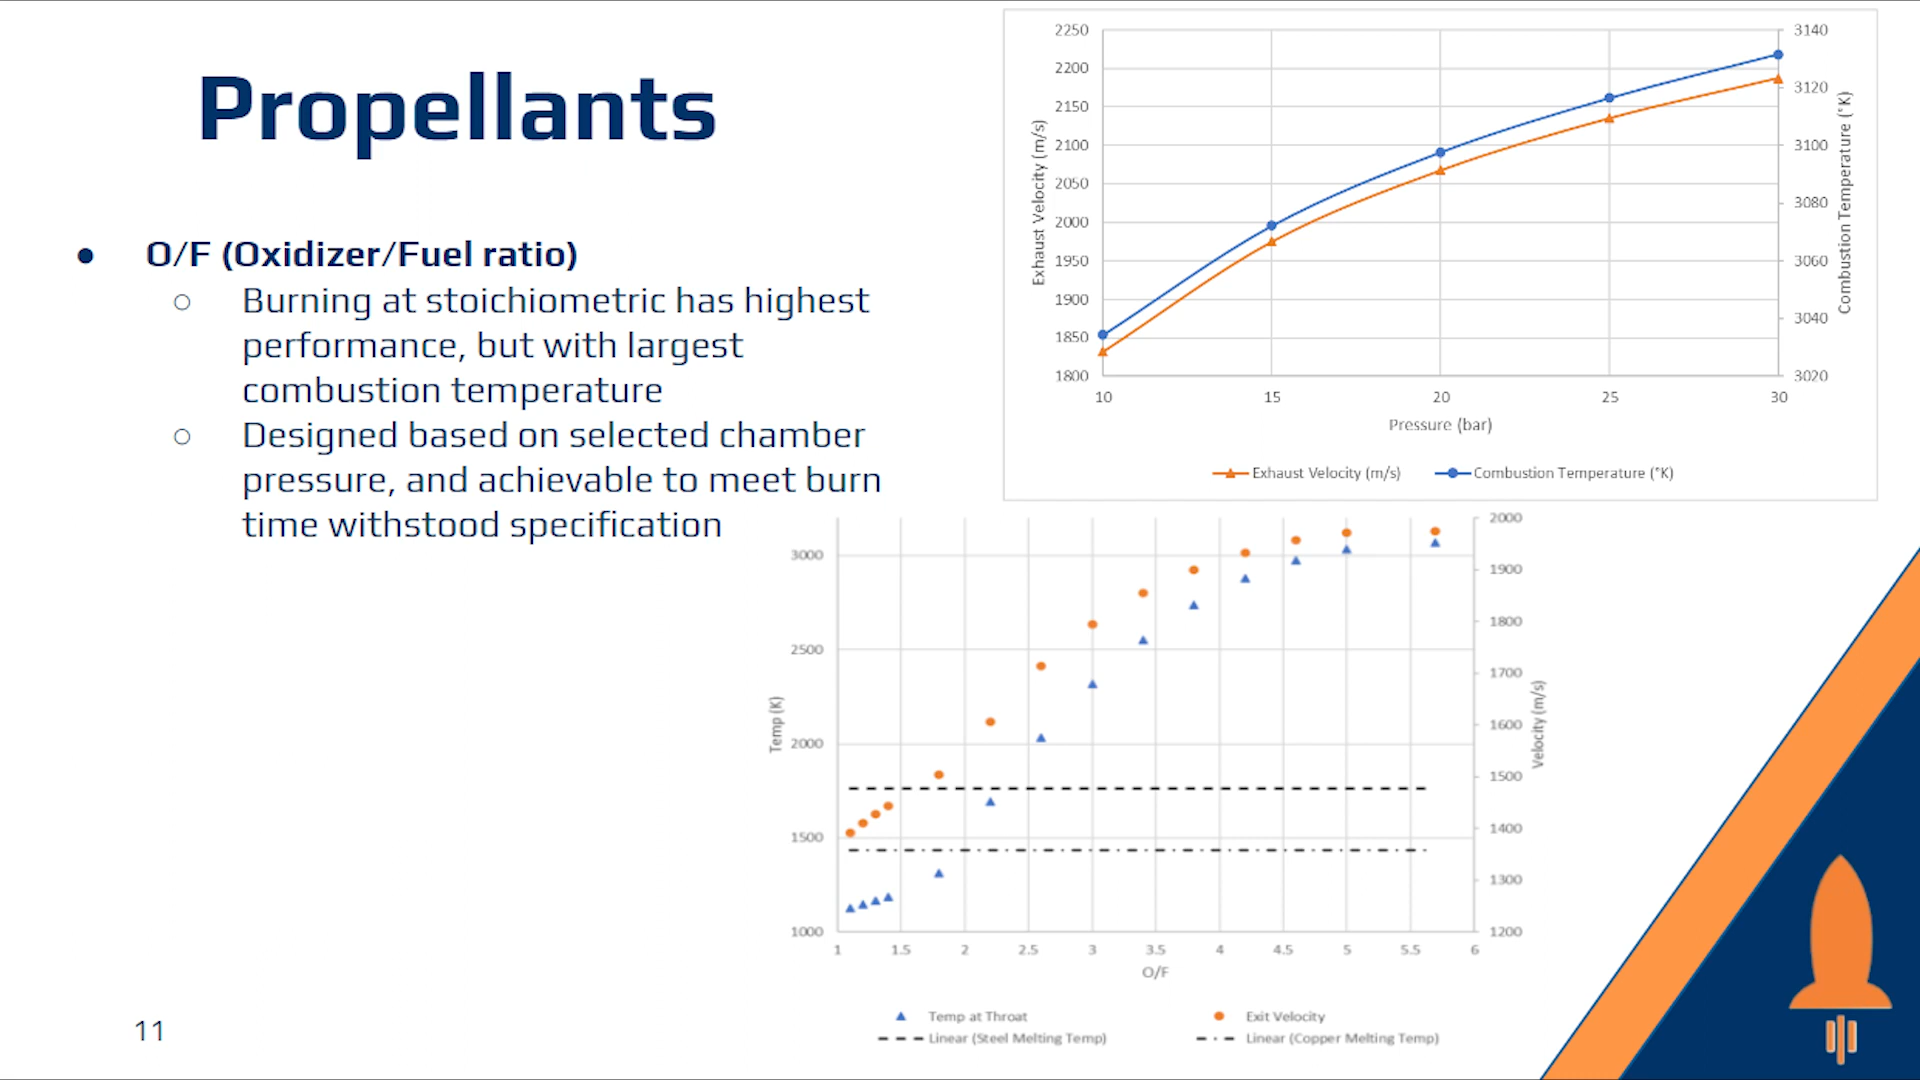 Propellants
● O/F (Oxidizer/Fuel ratio)
○ Burning at stoichiometric has highest
performance, but with largest
combustion temperature
○ Designed based on selected chamber
pressure, and achievable to meet burn
time withstood specification
2250
2200
2150
2100
2050
2000
1950
1900
1850
1800
Exhaust Velocity (m/s)
3140
3120
3100
3080
3060
3040
3020
Combustion Temperature (°K)
10 15 20 25 30
Pressure (bar)
Exhaust Velocity (m/s) Combustion Temperature (°K)
3000
2500
2000
1500
1000
Temp (K)
2000
1900
1800
1700
1600
1500
1400
1300
1200
Velocity (m/s)
1 1.5 2 2.5 3 3.5 4 4.5 5 5.5 6
O/F
Temp at Throat Exit Velocity
Linear (Steel Melting Temp) Linear (Copper Melting Temp)
11